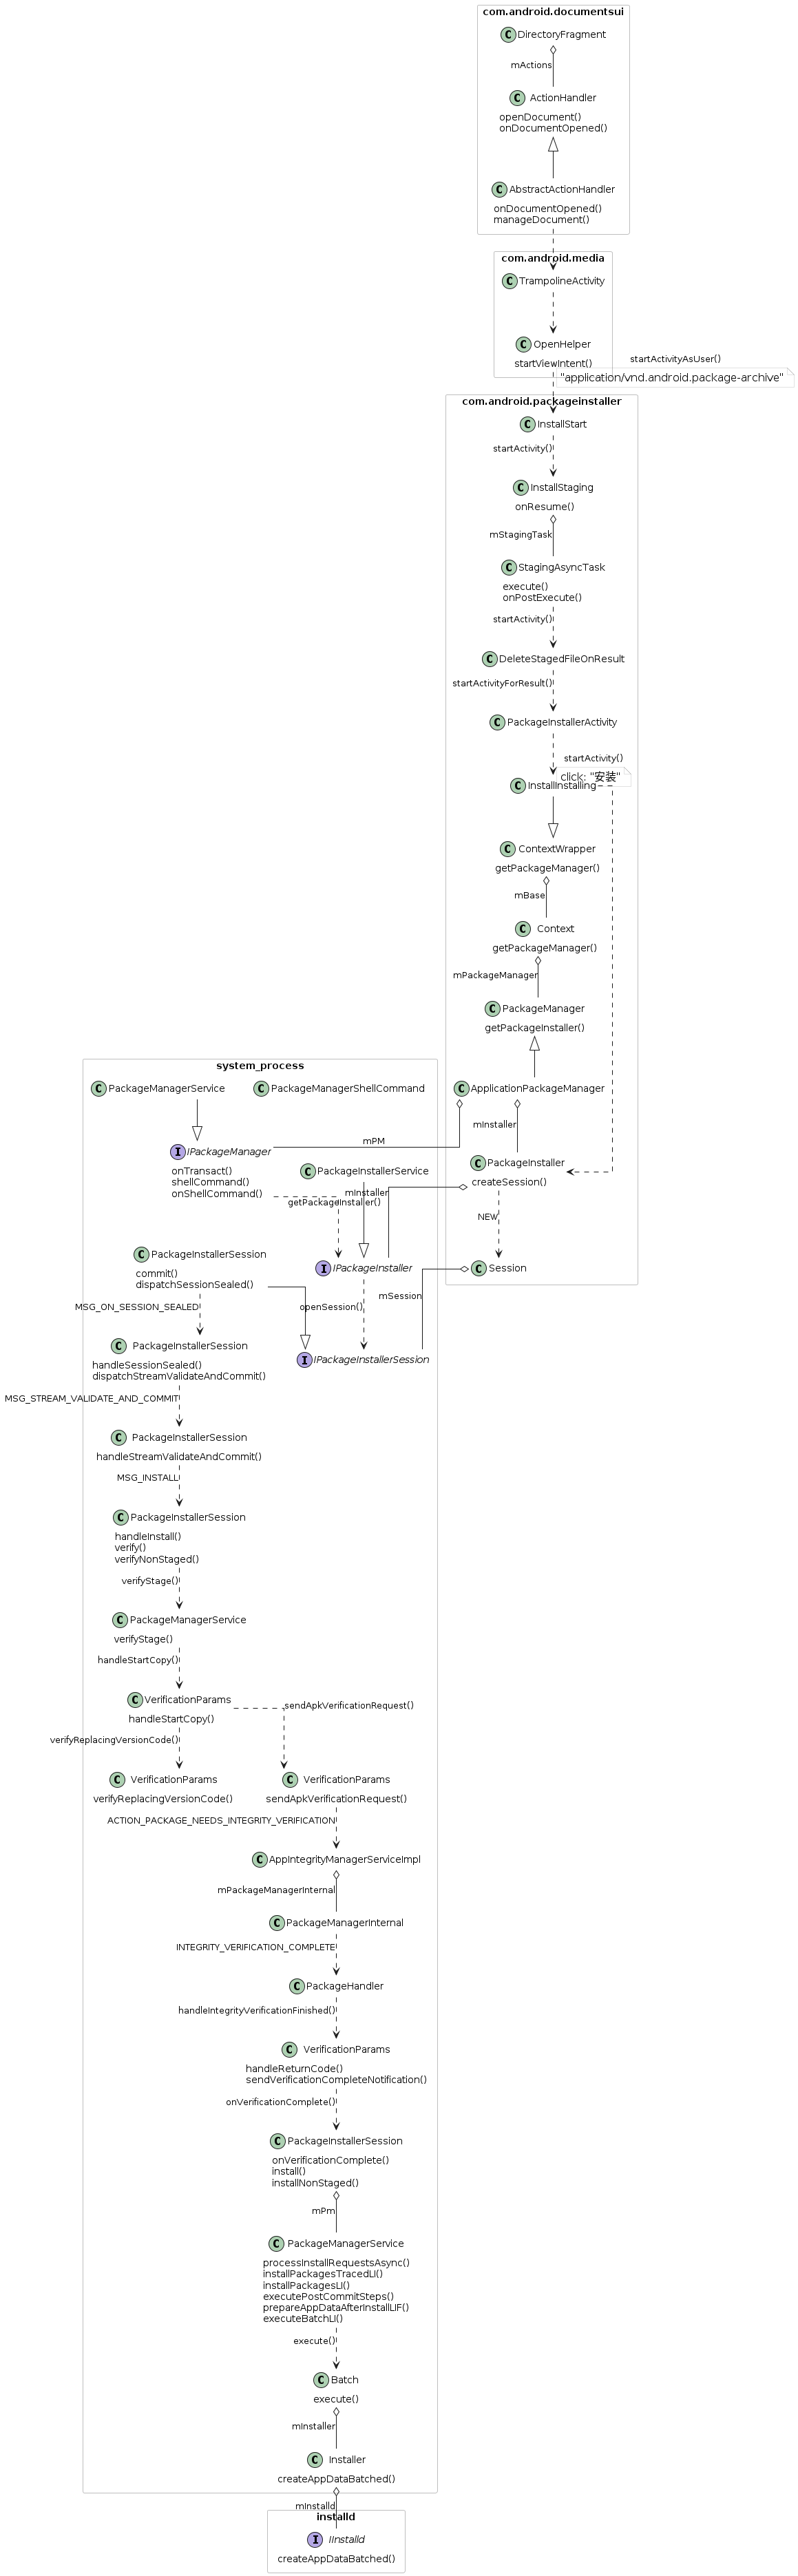 com.android.documentsui
C DirectoryFragment
mActions
C ActionHandler
openDocument()
onDocumentOpened()
C AbstractActionHandler
onDocumentOpened()
manageDocument()
com.android.media
C TrampolineActivity
C OpenHelper
startViewIntent()
startActivityAsUser()
"application/vnd.android.package-archive"
com.android.packageinstaller
C InstallStart
startActivity()
C InstallStaging
onResume()
mStagingTask
C StagingAsyncTask
execute()
onPostExecute()
startActivity()
C DeleteStagedFileOnResult
startActivityForResult()
C PackageInstallerActivity
startActivity()
click: "安装"
C InstallInstalling
C ContextWrapper
getPackageManager()
mBase
C Context
getPackageManager()
mPackageManager
C PackageManager
getPackageInstaller()
system_process
C PackageManagerService
C PackageManagerShellCommand
C ApplicationPackageManager
mInstaller
mPM
I IPackageManager
onTransact()
shellCommand()
onShellCommand()
C PackageInstallerService
C PackageInstaller
createSession()
mInstaller
getPackageInstaller()
NEW
C PackageInstallerSession
commit()
dispatchSessionSealed()
I IPackageInstaller
C Session
MSG_ON_SESSION_SEALED
openSession()
mSession
C PackageInstallerSession
handleSessionSealed()
dispatchStreamValidateAndCommit()
I IPackageInstallerSession
MSG_STREAM_VALIDATE_AND_COMMIT
C PackageInstallerSession
handleStreamValidateAndCommit()
MSG_INSTALL
C PackageInstallerSession
handleInstall()
verify()
verifyNonStaged()
verifyStage()
C PackageManagerService
verifyStage()
handleStartCopy()
C VerificationParams
handleStartCopy()
sendApkVerificationRequest()
verifyReplacingVersionCode()
C VerificationParams
verifyReplacingVersionCode()
C VerificationParams
sendApkVerificationRequest()
ACTION_PACKAGE_NEEDS_INTEGRITY_VERIFICATION
C AppIntegrityManagerServiceImpl
mPackageManagerInternal
C PackageManagerInternal
INTEGRITY_VERIFICATION_COMPLETE
C PackageHandler
handleIntegrityVerificationFinished()
C VerificationParams
handleReturnCode()
sendVerificationCompleteNotification()
onVerificationComplete()
C PackageInstallerSession
onVerificationComplete()
install()
installNonStaged()
mPm
C PackageManagerService
processInstallRequestsAsync()
installPackagesTracedLI()
installPackagesLI()
executePostCommitSteps()
prepareAppDataAfterInstallLIF()
executeBatchLI()
execute()
C Batch
execute()
mInstaller
C Installer
createAppDataBatched()
mInstalld
installd
I IInstalld
createAppDataBatched()